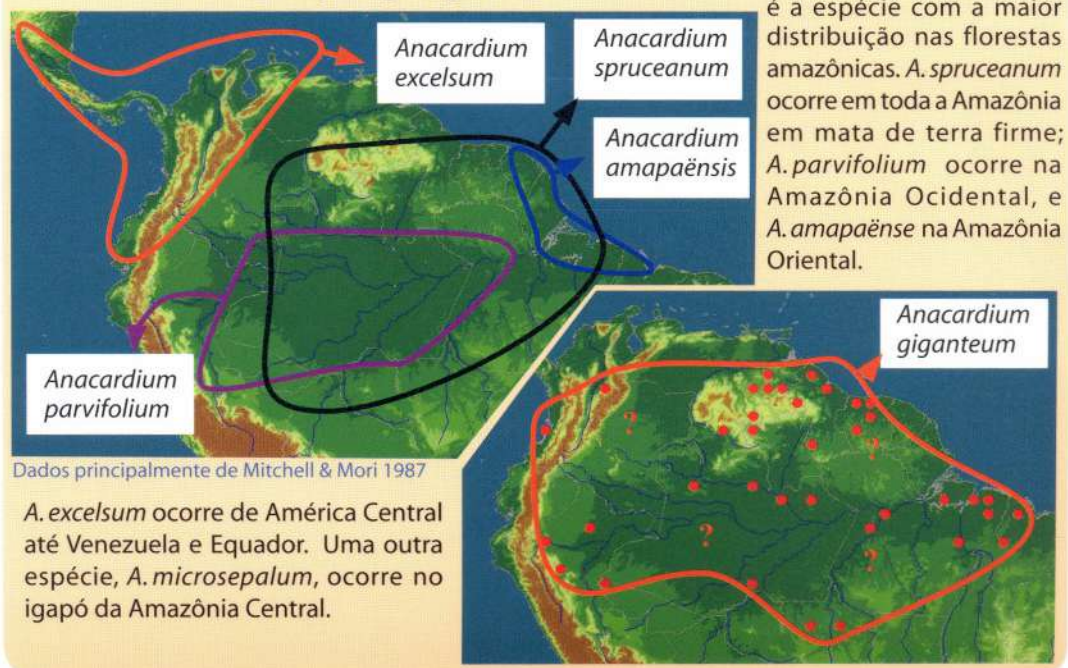 Anacardium
excelsum
Anacardium
spruceanum
Anacardium
amapaënsis
Anacardium
parvifolium
Dados principalmente de Mitchell & Mori 1987
é a espécie com a maior
distribuição nas florestas
amazônicas. A. spruceanum
ocorre em toda a Amazônia
em mata de terra firme;
A. parvifolium ocorre na
Amazônia Ocidental, e
A. amapaënse na Amazônia
Oriental.
Anacardium
giganteum
?
?
?
?
A. excelsum ocorre de América Central
até Venezuela e Equador. Uma outra
espécie, A. microsepalum, ocorre no
igapó da Amazônia Central.